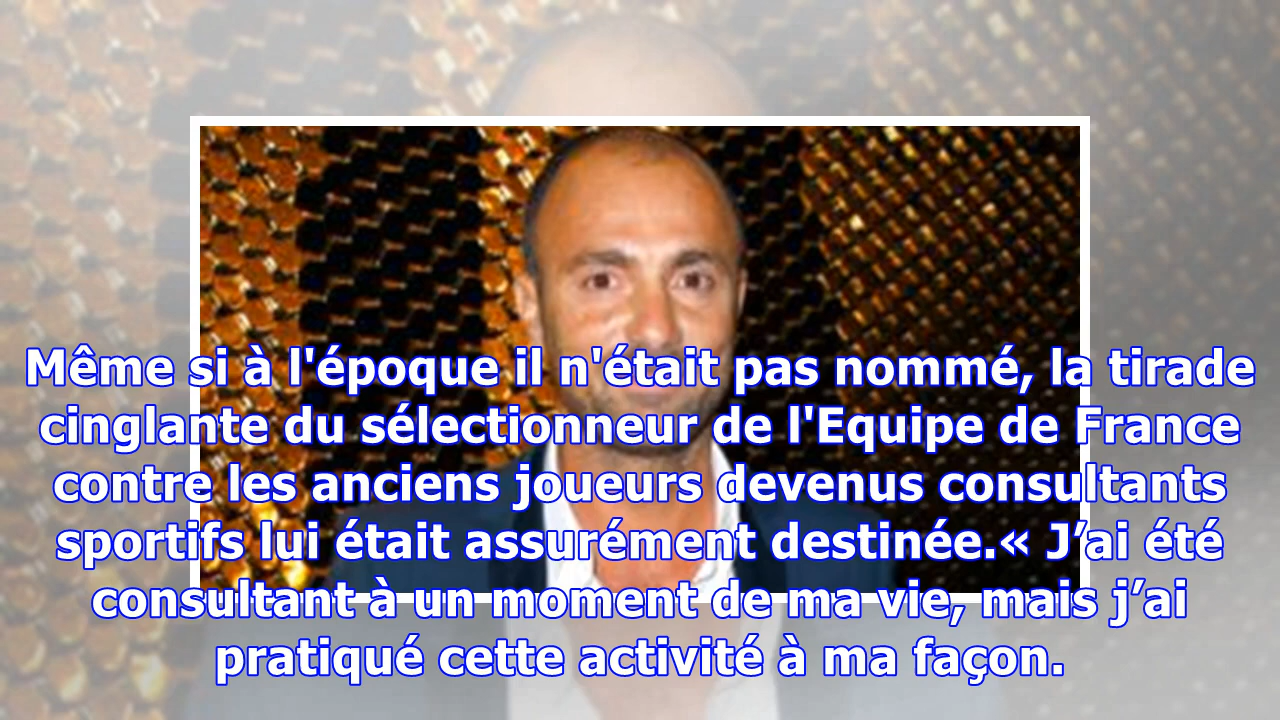 Même si à l'époque il n'était pas nommé, la tirade
cinglante du sélectionneur de l'Equipe de France
contre les anciens joueurs devenus consultants
sportifs lui était assurément destinée.« J’ai été
consultant à un moment de ma vie, mais j’ai
pratiqué cette activité à ma façon.